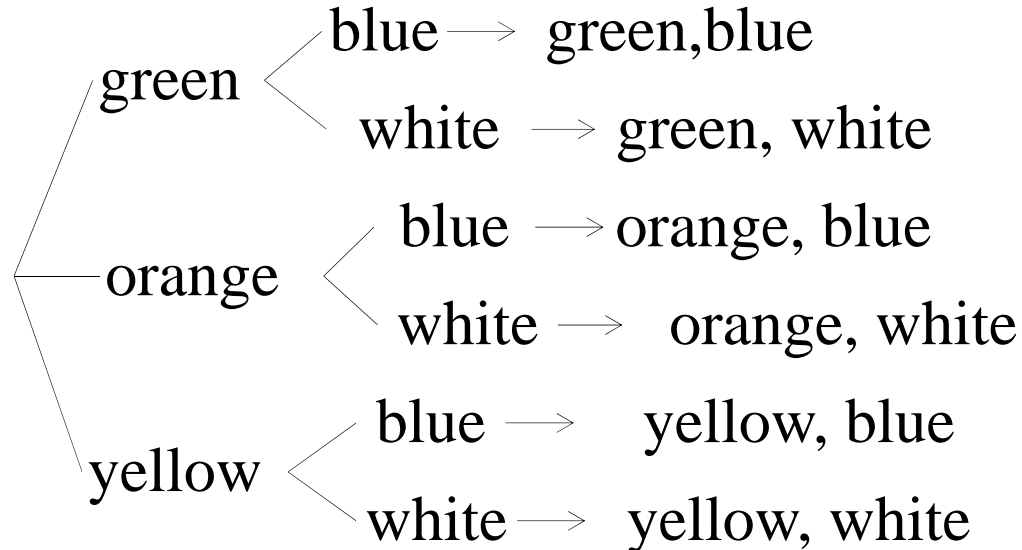 blue green,blue
green
white green, white
blue orange, blue
orange
white orange, white
blue yellow, blue
yellow
white yellow, white